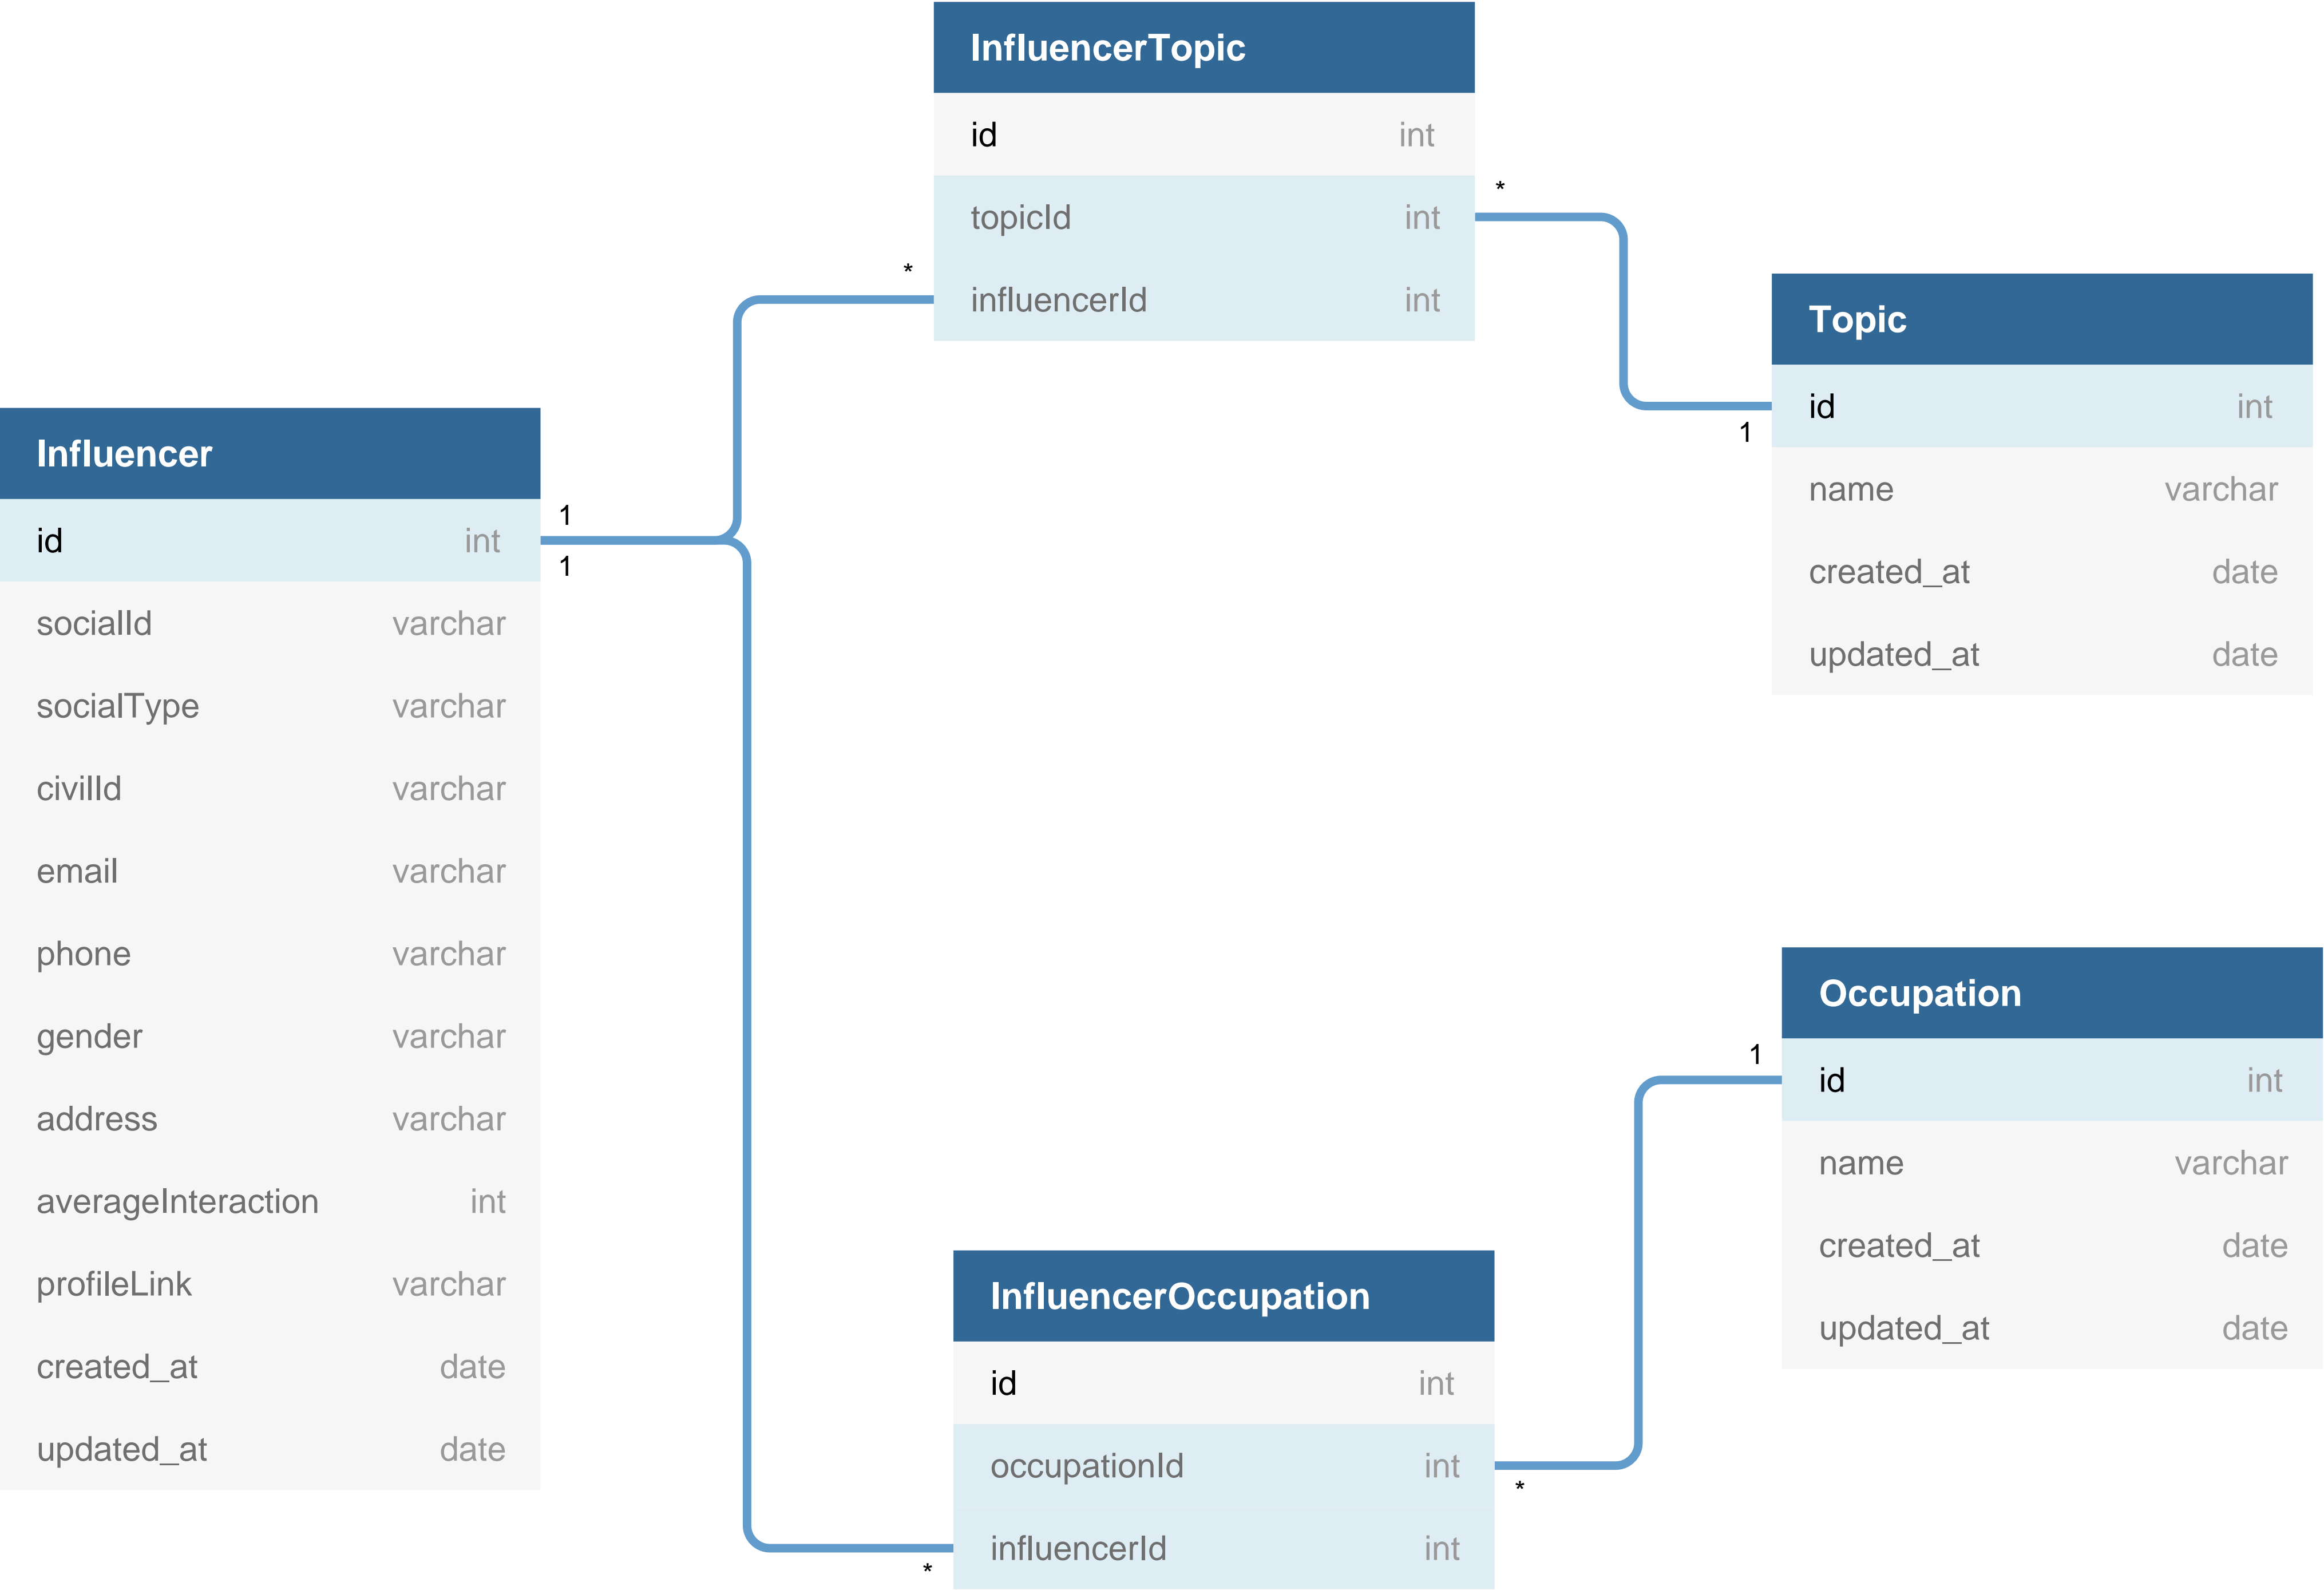 InfluencerTopic
id int
topicId int
influencerId int
*
*
Topic
id int
name varchar
created_at date
updated_at date
1
Influencer
id int
socialId varchar
socialType varchar
civilId varchar
email varchar
phone varchar
gender varchar
address varchar
averageInteraction int
profileLink varchar
created_at date
updated_at date
1
1
Occupation
id int
name varchar
created_at date
updated_at date
1
InfluencerOccupation
id int
occupationId int
influencerId int
*
*